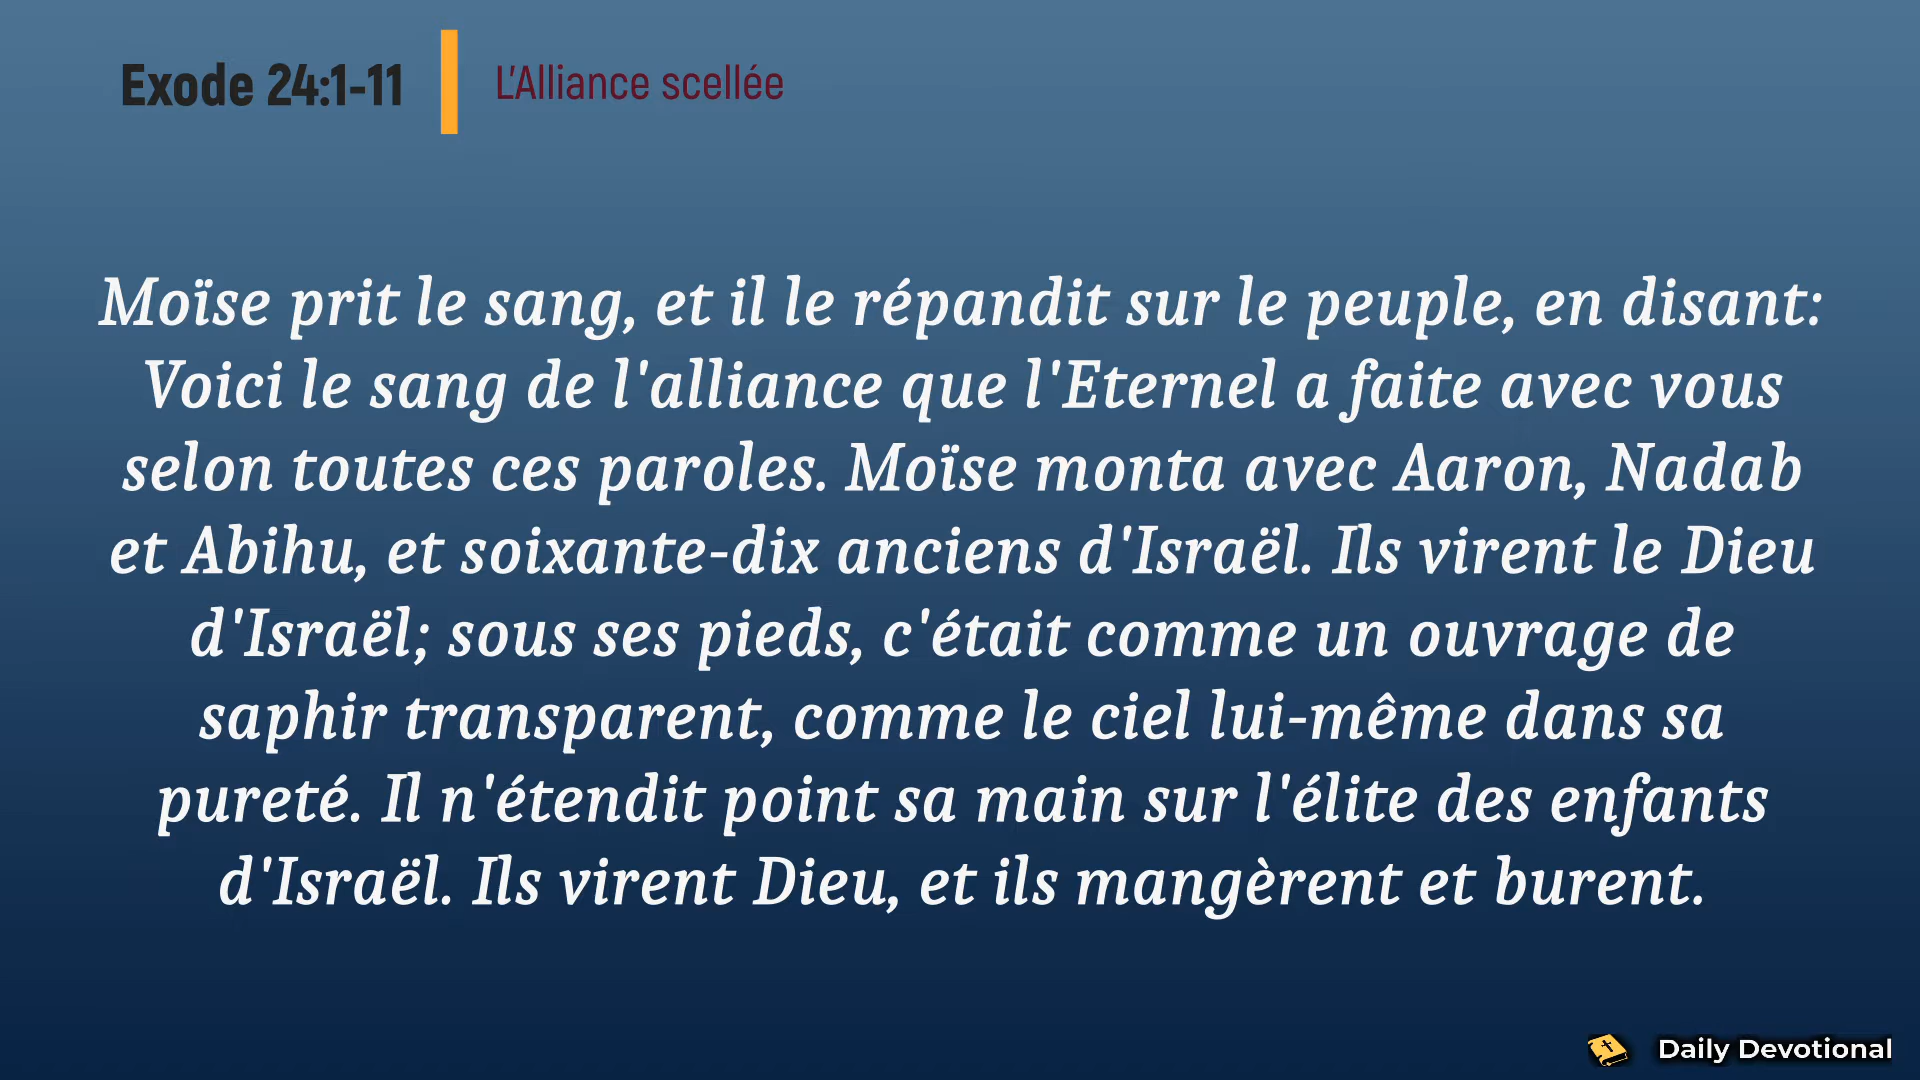 Exode 24:1-11
L’Alliance scellée
Moïse prit le sang, et il le répandit sur le peuple, en disant:
Voici le sang de l'alliance que l'Eternel a faite avec vous
selon toutes ces paroles. Moïse monta avec Aaron, Nadab
et Abihu, et soixante-dix anciens d'Israël. Ils virent le Dieu
d'Israël; sous ses pieds, c'était comme un ouvrage de
saphir transparent, comme le ciel lui-même dans sa
pureté. Il n'étendit point sa main sur l'élite des enfants
d'Israël. Ils virent Dieu, et ils mangèrent et burent.
Daily Devotional